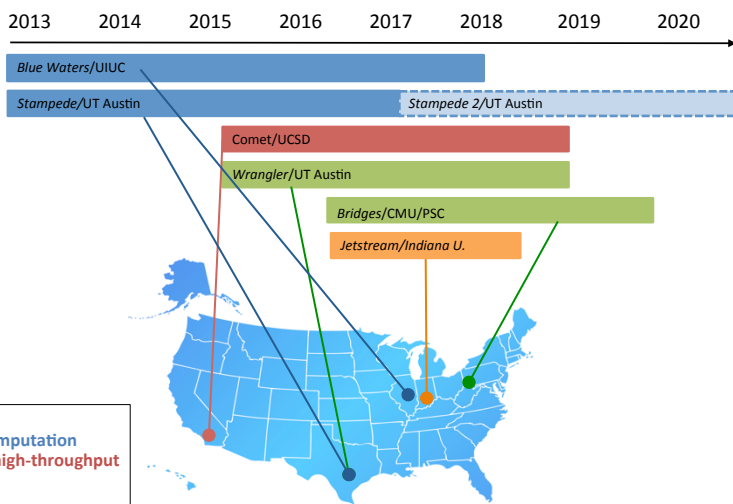 2013 2014 2015 2016 2017 2018 2019 2020
Blue Waters/UIUC
Stampede/UT Austin Stampede 2/UT Austin
Comet/UCSD
Wrangler/UT Austin
Bridges/CMU/PSC
Jetstream/Indiana U.
mputation
high-throughput